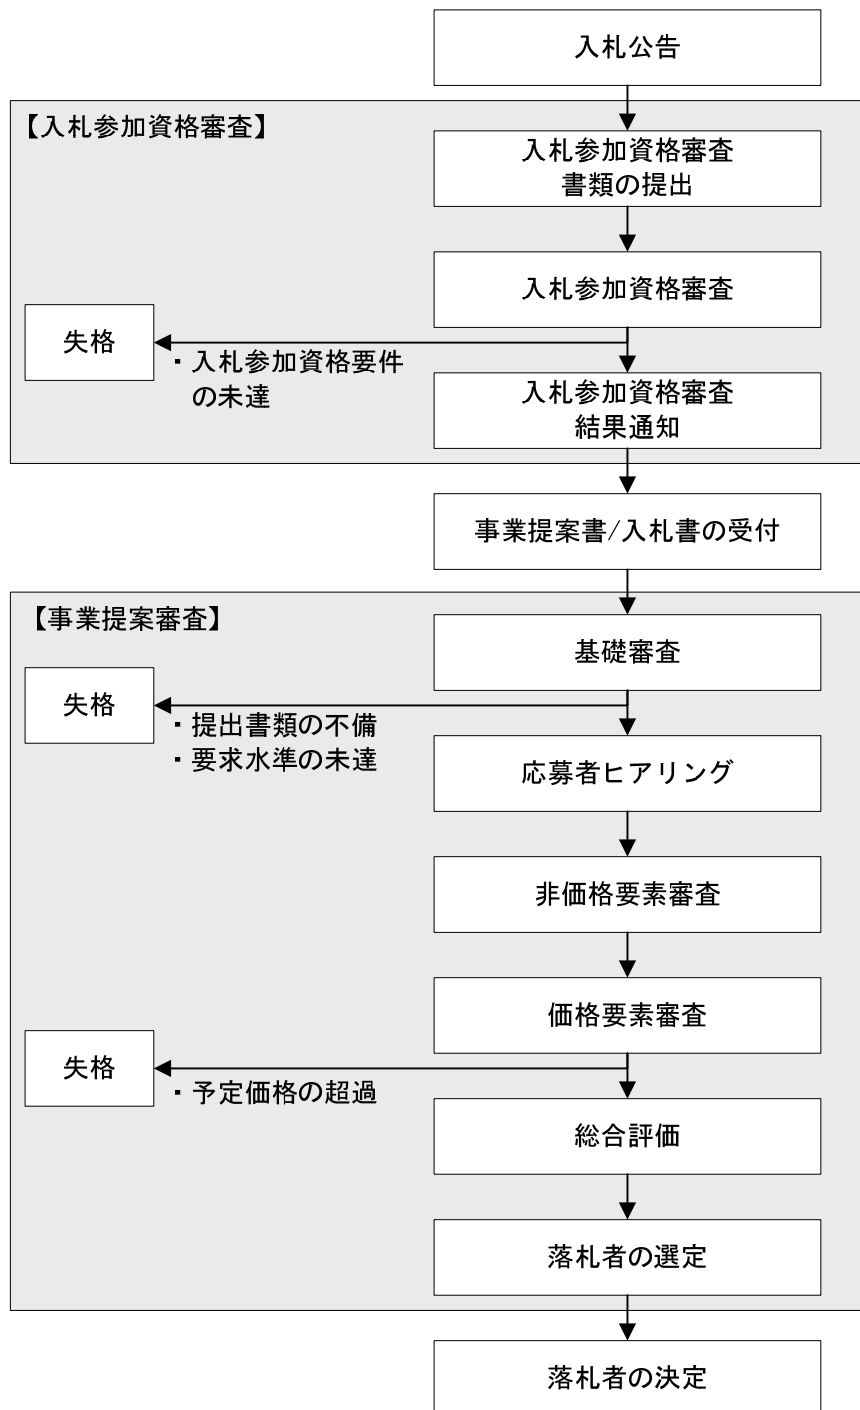 入札公告
【入札参加資格審査】
入札参加資格審査
書類の提出
入札参加資格審査
失格
・入札参加資格要件
の未達
入札参加資格審査
結果通知
事業提案書/入札書の受付
【事業提案審査】
基礎審査
失格
・提出書類の不備
・要求水準の未達
応募者ヒアリング
非価格要素審査
価格要素審査
失格
・予定価格の超過
総合評価
落札者の選定
落札者の決定